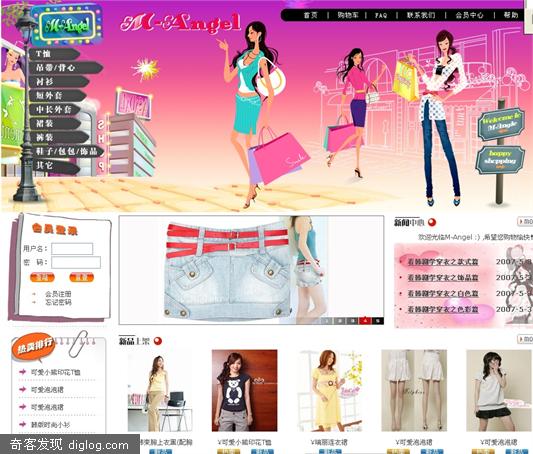 M-Angel
M-Angel
首页 | 购物车 | FAQ | 联系我们 | 会员中心 | 帮助
T恤
吊带/背心
衬衫
短外套
中长外套
裙装
裤装
鞋子/包包/饰品
其它
Welcome to
M-Angle
happy
shopping
会员登录
用户名：
密 码：
会员注册
忘记密码
新闻中心
欢迎光临M-Angel :) ,希望您购物愉快
看韩剧学穿衣之款式篇 2007-5-3
看韩剧学穿衣之饰品篇 2007-5-3
看韩剧学穿衣之白色篇 2007-5-3
看韩剧学穿衣之色彩篇 2007-5-3
热卖排行
可爱小熊印花T恤
可爱泡泡裙
可爱泡泡裙
韩版时尚小衫
新品上架
¥可爱小熊印花T恤
¥瑞丽连衣裙
¥可爱泡泡裙
¥可爱泡泡裙
奇客发现 diglog.com